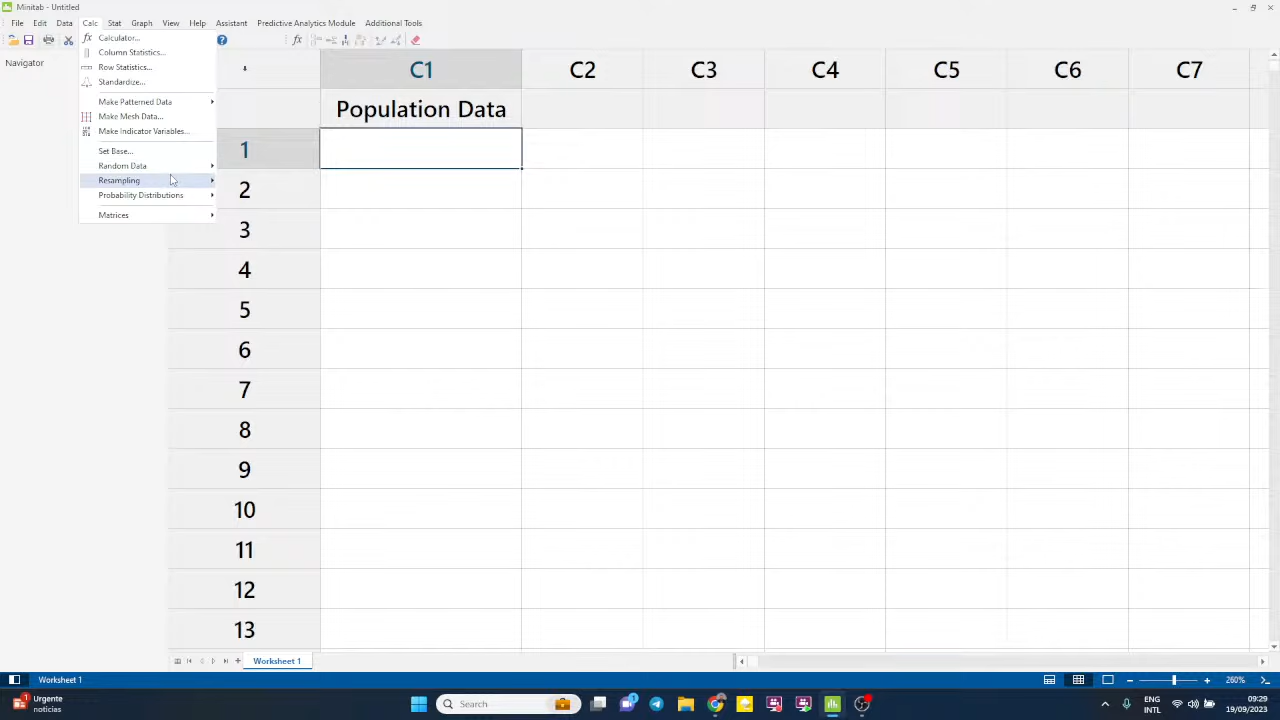 Minitab - Untitled
File Edit Data Calc Stat Graph View Help Assistant Predictive Analytics Module Additional Tools
Navigator
Calculator...
Column Statistics...
Row Statistics...
Standardize...
Make Patterned Data
Make Mesh Data...
Make Indicator Variables...
Set Base...
Random Data
Resampling
Probability Distributions
Matrices
C1 C2 C3 C4 C5 C6 C7
Population Data
1
2
3
4
5
6
7
8
9
10
11
12
13
Worksheet 1
Worksheet 1
260%
Urgente
noticias
Search
ENG
INTL
09:29
19/09/2023